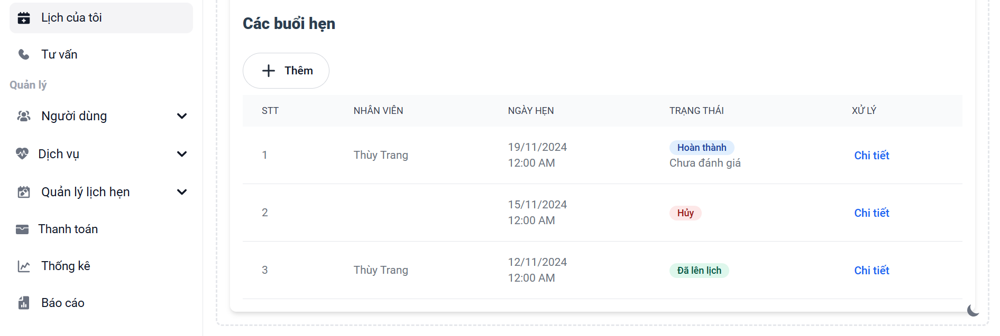 Lịch của tôi
Tư vấn
Quản lý
Người dùng
Dịch vụ
Quản lý lịch hẹn
Thanh toán
Thống kê
Báo cáo
Các buổi hẹn
Thêm
STT NHÂN VIÊN NGÀY HẸN TRẠNG THÁI XỬ LÝ
1 Thùy Trang 19/11/2024 12:00 AM Hoàn thành Chưa đánh giá Chi tiết
2 15/11/2024 12:00 AM Hủy Chi tiết
3 Thùy Trang 12/11/2024 12:00 AM Đã lên lịch Chi tiết